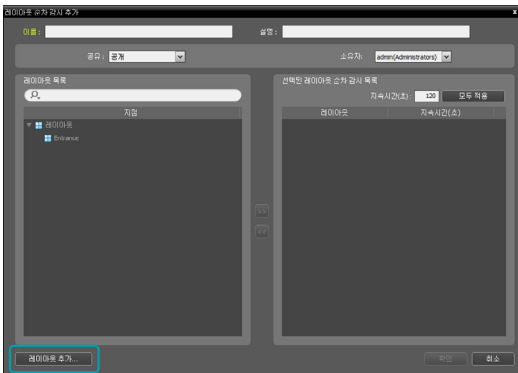 레이아웃 순차 감시 추가 x
이름 : 설명 :
공유 : 공개 소유자: admin(Administrators)
레이아웃 목록 선택된 레이아웃 순차 감시 목록
지속시간(초) : 120 모두 적용
지점 레이아웃 지속시간(초)
레이아웃
Entrance
>>
<<
레이아웃 추가... 확인 취소